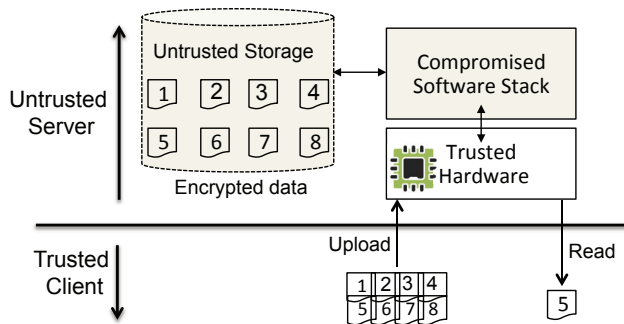 Untrusted Storage
1 2 3 4
5 6 7 8
Encrypted data
Compromised
Software Stack
Trusted
Hardware
Untrusted
Server
Trusted
Client
Upload
1 2 3 4
5 6 7 8
Read
5